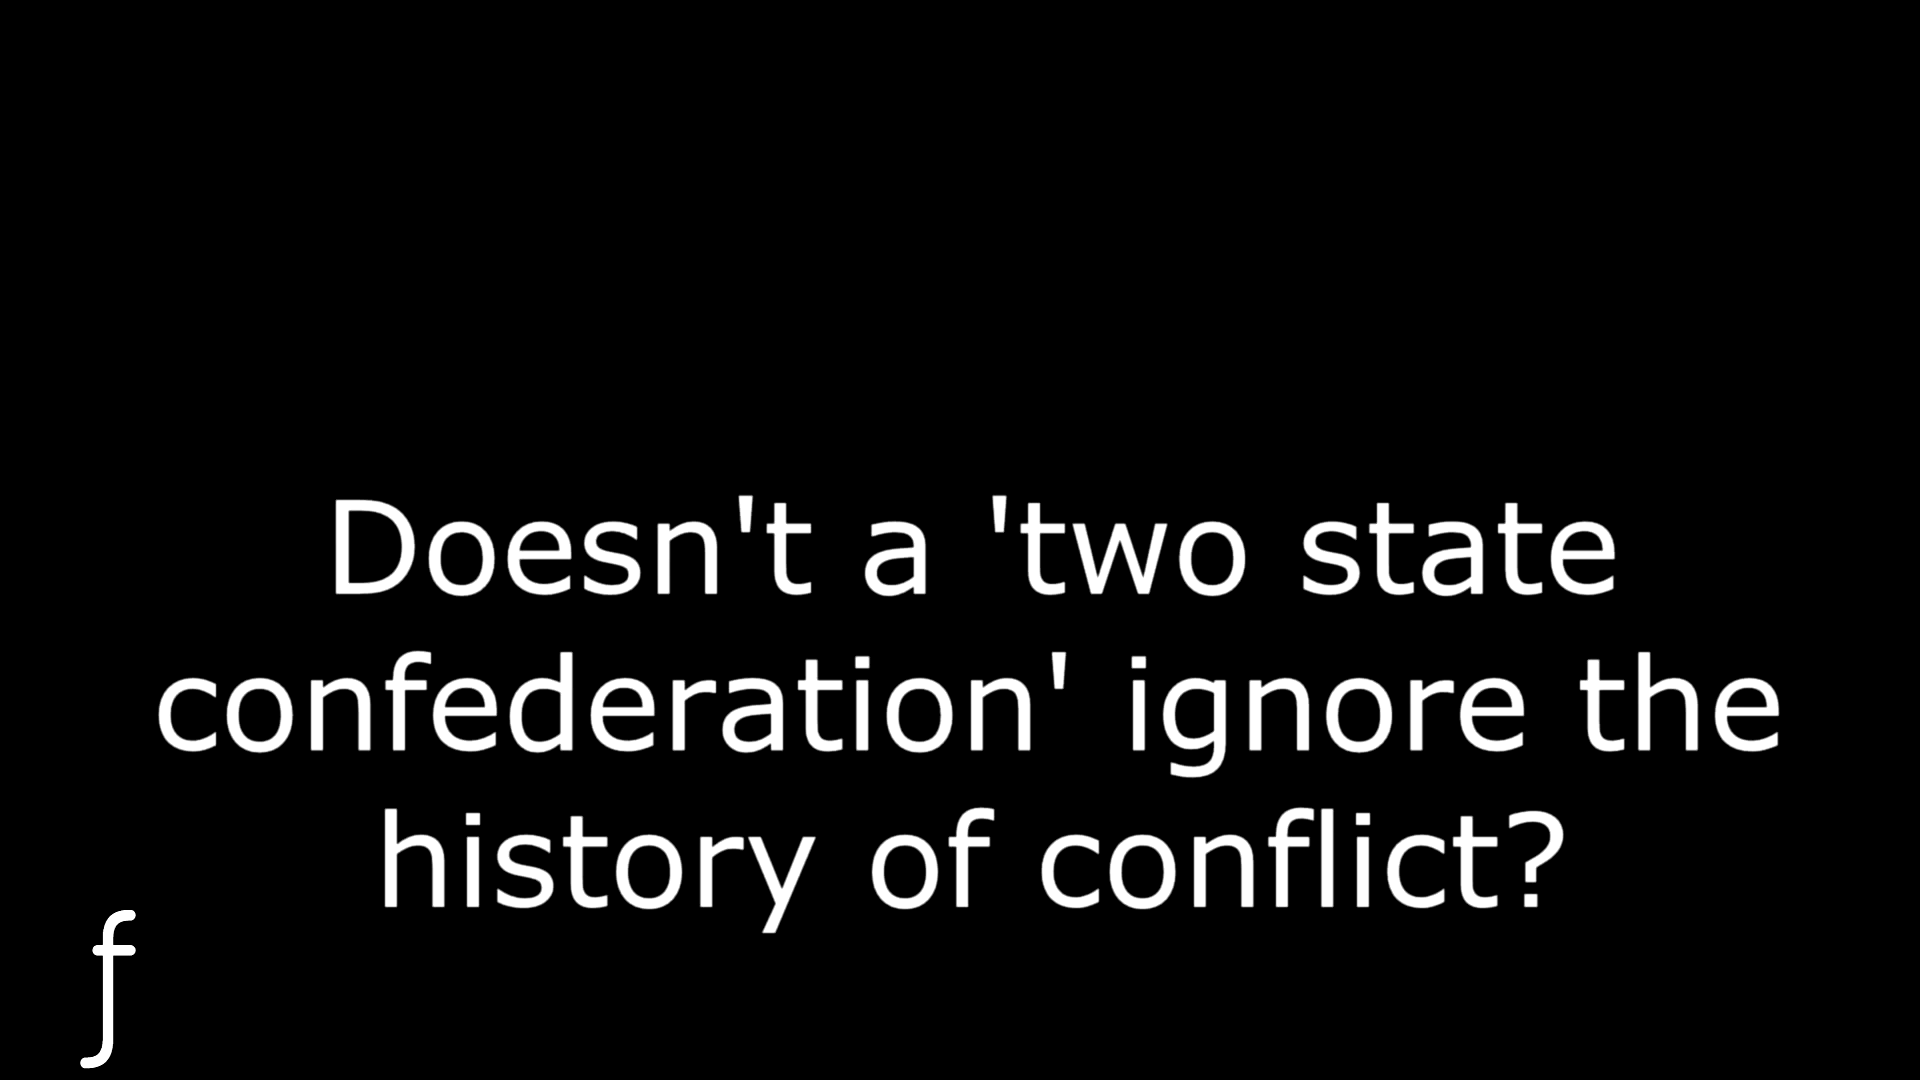 Doesn't a 'two state
confederation' ignore the
history of conflict?
f